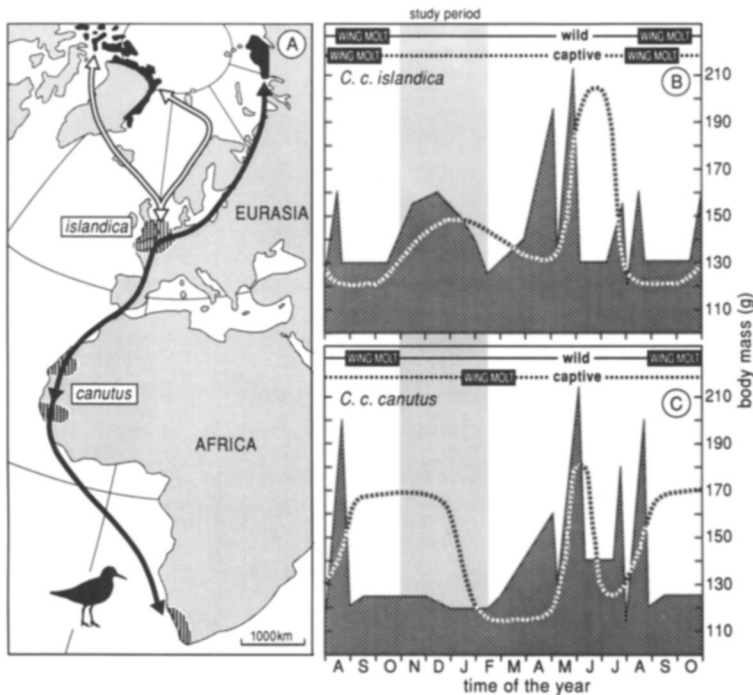 study period
A
islandica
EURASIA
canutus
AFRICA
1000km
WING MOLT wild WING MOLT
WING MOLT captive WING MOLT
C. c. islandica
B
210
190
170
150
130
110
WING MOLT wild WING MOLT
WING MOLT captive
C. c. canutus
C
210
190
170
150
130
110
body mass (g)
A S O N D J F M A M J J A S O
time of the year